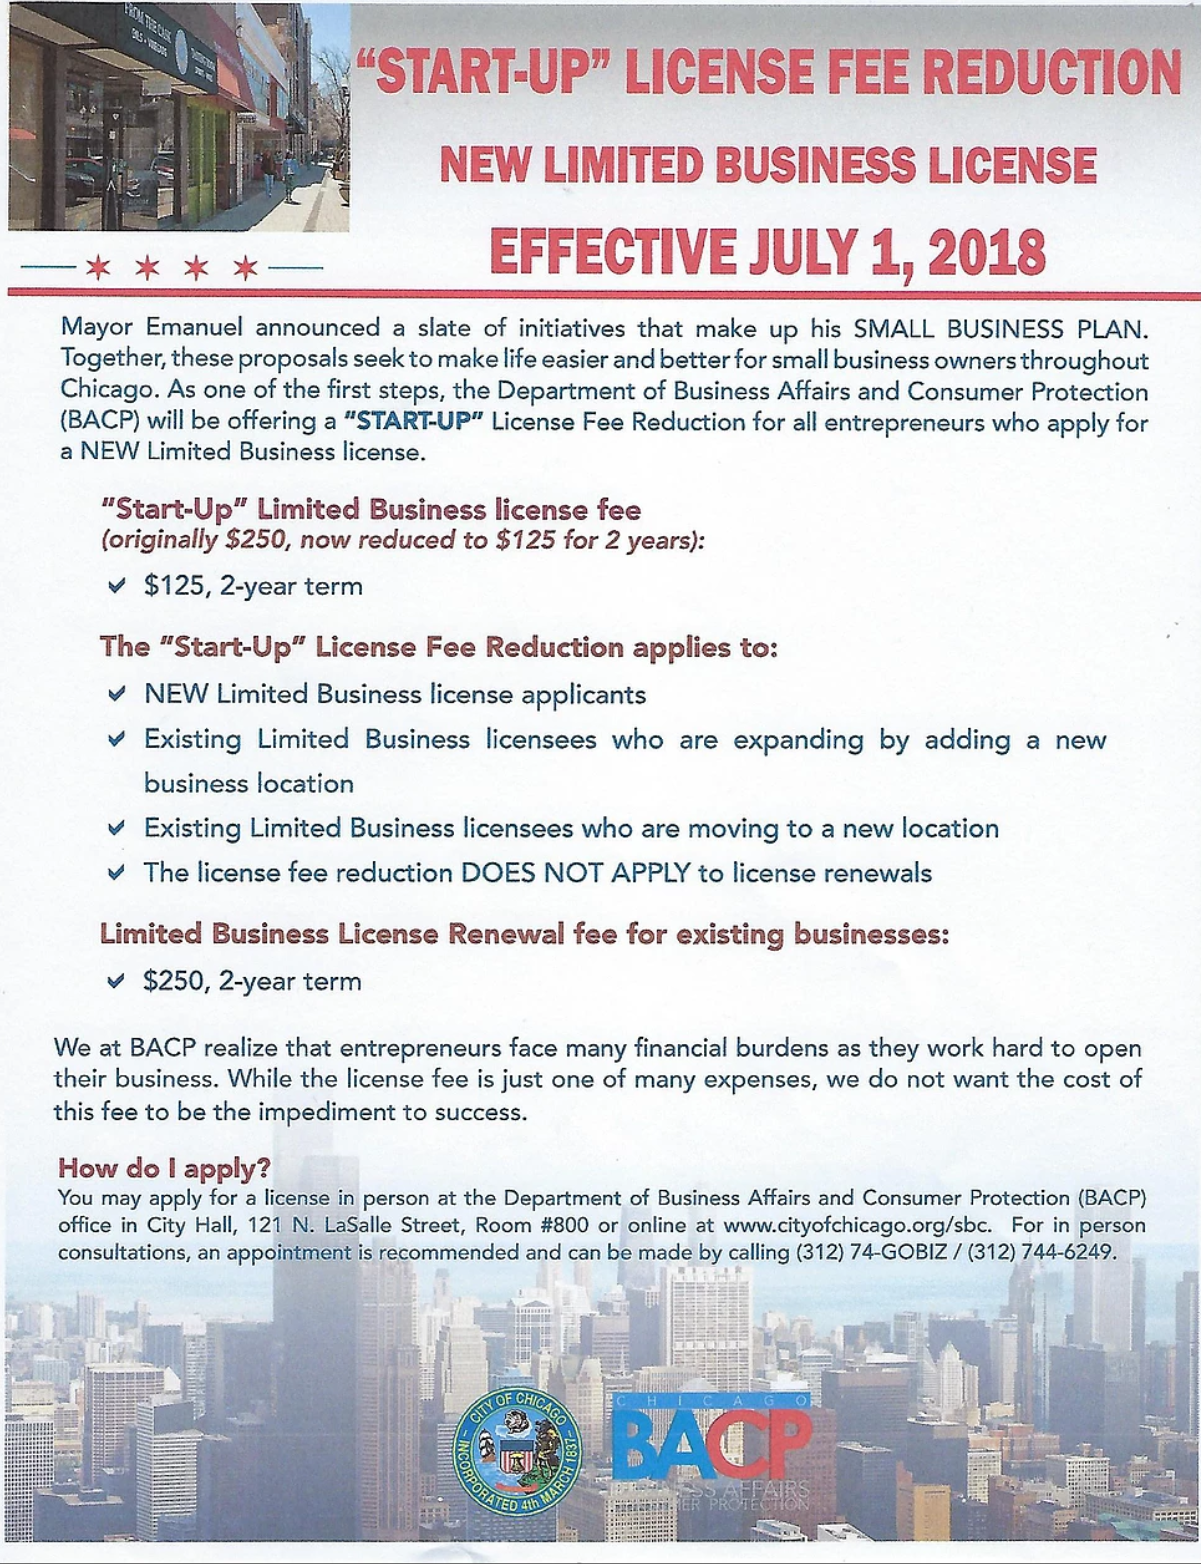 FROM THE CASK
OILS • VINEGARS
"START-UP" LICENSE FEE REDUCTION
NEW LIMITED BUSINESS LICENSE
EFFECTIVE JULY 1, 2018
Mayor Emanuel announced a slate of initiatives that make up his SMALL BUSINESS PLAN.
Together, these proposals seek to make life easier and better for small business owners throughout
Chicago. As one of the first steps, the Department of Business Affairs and Consumer Protection
(BACP) will be offering a "START-UP" License Fee Reduction for all entrepreneurs who apply for
a NEW Limited Business license.
"Start-Up" Limited Business license fee
(originally $250, now reduced to $125 for 2 years):
✓ $125, 2-year term
The "Start-Up" License Fee Reduction applies to:
✓ NEW Limited Business license applicants
✓ Existing Limited Business licensees who are expanding by adding a new
business location
✓ Existing Limited Business licensees who are moving to a new location
✓ The license fee reduction DOES NOT APPLY to license renewals
Limited Business License Renewal fee for existing businesses:
✓ $250, 2-year term
We at BACP realize that entrepreneurs face many financial burdens as they work hard to open
their business. While the license fee is just one of many expenses, we do not want the cost of
this fee to be the impediment to success.
How do I apply?
You may apply for a license in person at the Department of Business Affairs and Consumer Protection (BACP)
office in City Hall, 121 N. LaSalle Street, Room #800 or online at www.cityofchicago.org/sbc. For in person
consultations, an appointment is recommended and can be made by calling (312) 74-GOBIZ / (312) 744-6249.
CITY OF CHICAGO
INCORPORATED 4th MARCH 1837
CHICAGO
BACP
AFFAIRS
PROTECTION